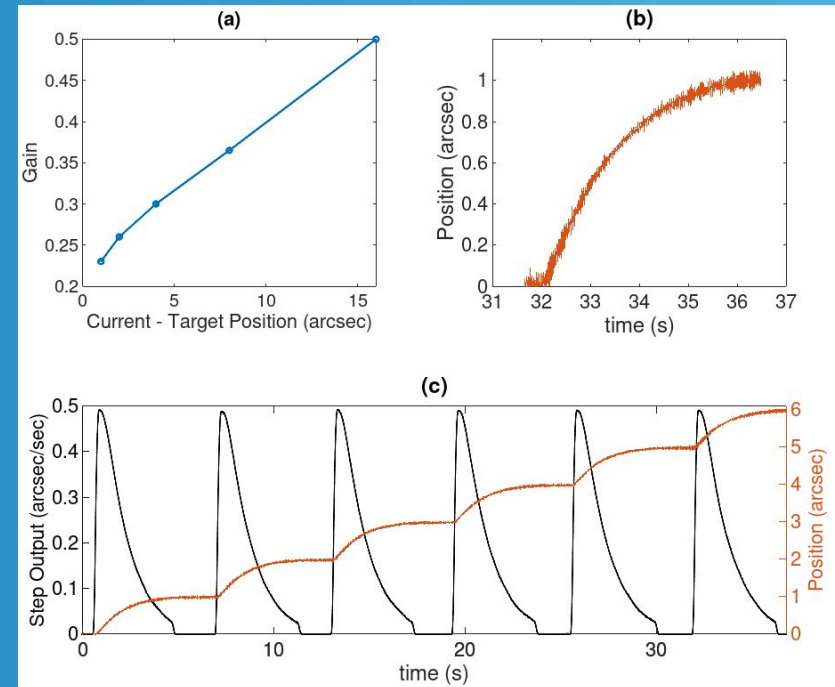 (a)
0.5
0.45
0.4
0.35
0.3
0.25
0.2
Gain
0 5 10 15
Current - Target Position (arcsec)
(b)
1
0.8
0.6
0.4
0.2
0
Position (arcsec)
31 32 33 34 35 36 37
time (s)
(c)
0.5
0.4
0.3
0.2
0.1
0
Step Output (arcsec/sec)
6
5
4
3
2
1
0
Position (arcsec)
0 10 20 30
time (s)